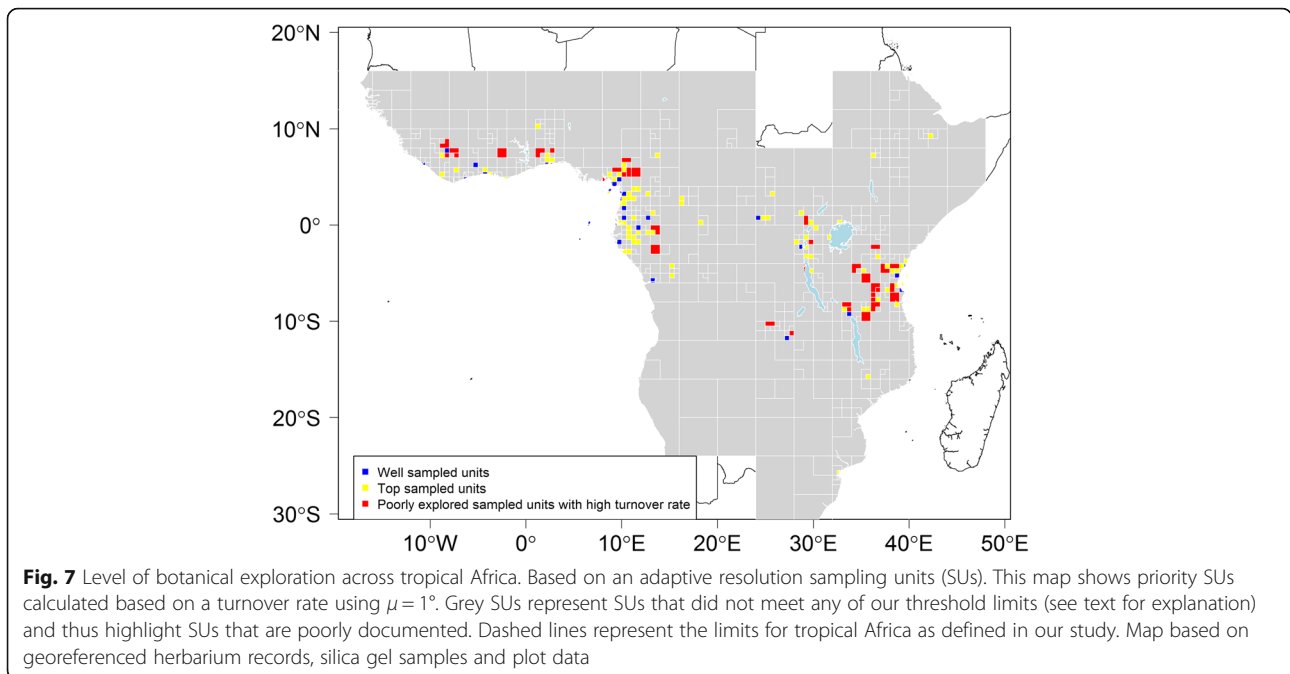 20°N
10°N
0°
10°S
20°S
30°S
10°W 0° 10°E 20°E 30°E 40°E 50°E
Well sampled units
Top sampled units
Poorly explored sampled units with high turnover rate
Fig. 7 Level of botanical exploration across tropical Africa. Based on an adaptive resolution sampling units (SUs). This map shows priority SUs
calculated based on a turnover rate using μ = 1°. Grey SUs represent SUs that did not meet any of our threshold limits (see text for explanation)
and thus highlight SUs that are poorly documented. Dashed lines represent the limits for tropical Africa as defined in our study. Map based on
georeferenced herbarium records, silica gel samples and plot data